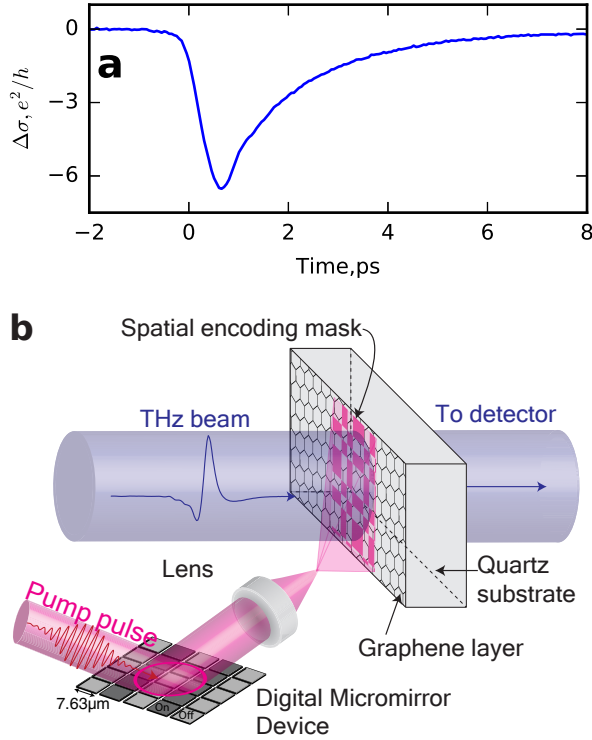 a
0
−3
−6
Δσ, e²/h
−2 0 2 4 6 8
Time,ps
b
Spatial encoding mask
THz beam
To detector
Lens
Quartz
substrate
Pump pulse
Graphene layer
7.63μm
On
Off
Digital Micromirror
Device